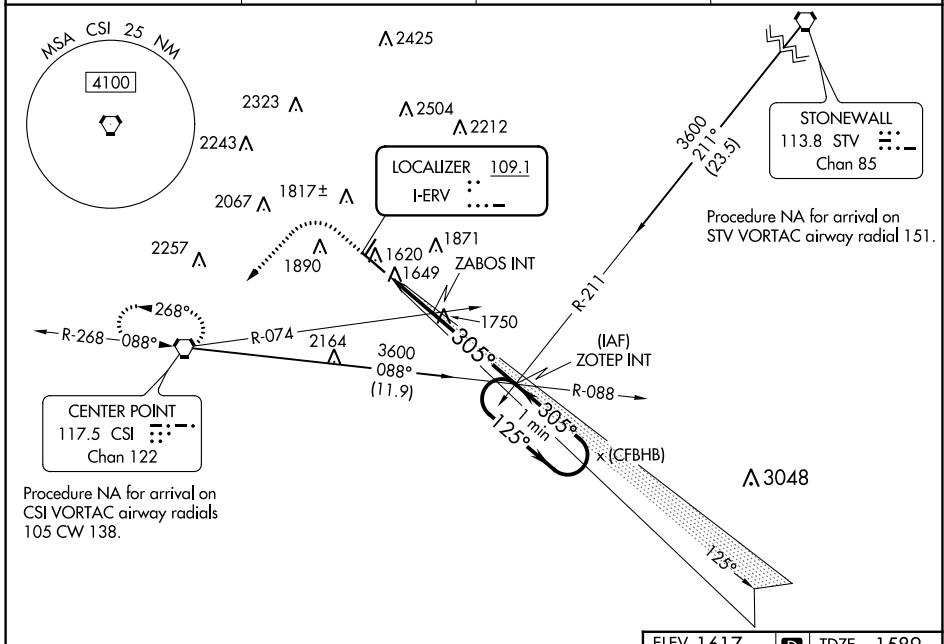 MSA CSI 25 NM
4100
2425
2323
2504
2212
2243
LOCALIZER 109.1
I-ERV
2067
1817±
1871
1620
ZABOS INT
1649
2257
1890
1750
STONEWALL
113.8 STV
Chan 85
3600
211°
(23.5)
Procedure NA for arrival on
STV VORTAC airway radial 151.
R-211
268°
R-268
088°
R-074
2164
3600
088°
(11.9)
305°
(IAF)
ZOTEP INT
R-088
305°
1 min
125°
(CFBHB)
3048
125°
CENTER POINT
117.5 CSI
Chan 122
Procedure NA for arrival on
CSI VORTAC airway radials
105 CW 138.
ELEV 1617 D TDZE 1589